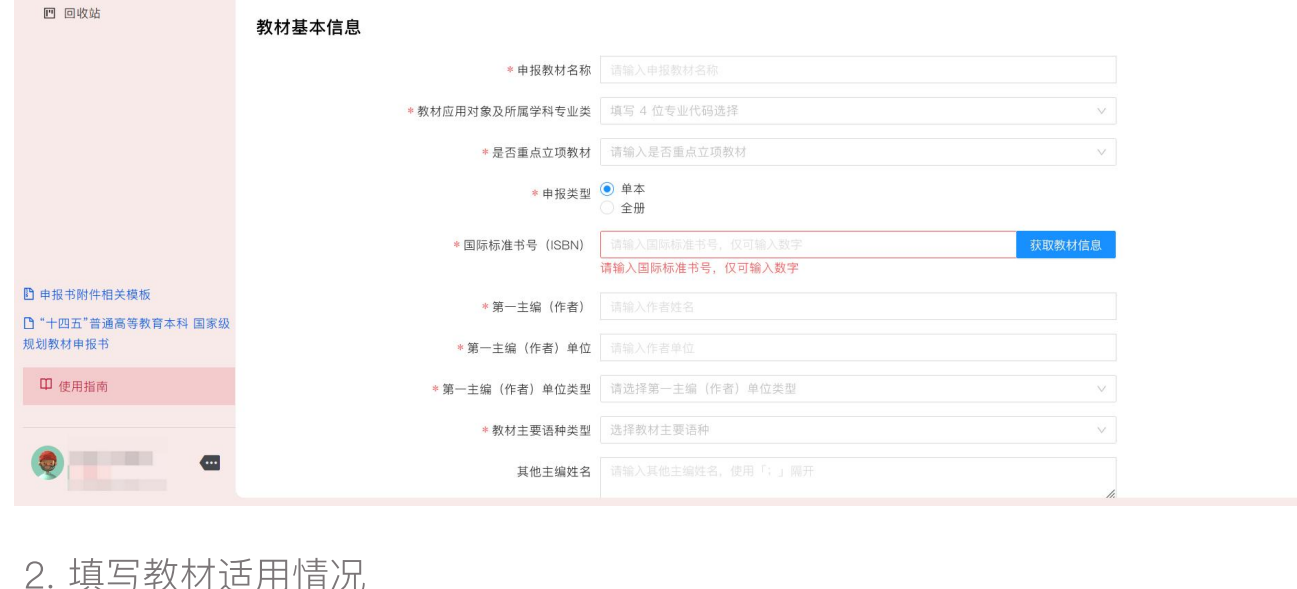 回收站
教材基本信息
* 申报教材名称 请输入申报教材名称
* 教材应用对象及所属学科专业类 填写 4 位专业代码选择
* 是否重点立项教材 请输入是否重点立项教材
* 申报类型 单本
全册
* 国际标准书号（ISBN） 请输入国际标准书号，仅可输入数字 获取教材信息
请输入国际标准书号，仅可输入数字
* 第一主编（作者） 请输入作者姓名
* 第一主编（作者）单位 请输入作者单位
* 第一主编（作者）单位类型 请选择第一主编（作者）单位类型
* 教材主要语种类型 选择教材主要语种
其他主编姓名 请输入其他主编姓名，使用「；」隔开
申报书附件相关模板
“十四五”普通高等教育本科 国家级
规划教材申报书
使用指南
2. 填写教材适用情况